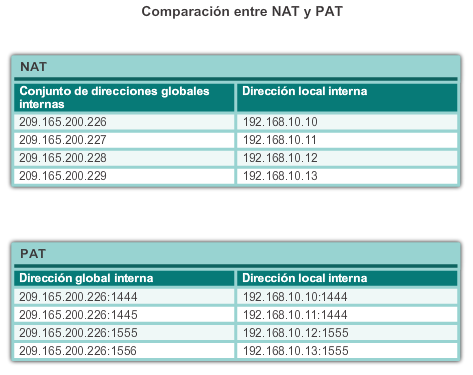 Comparación entre NAT y PAT
NAT
Conjunto de direcciones globales internas
Dirección local interna
209.165.200.226 192.168.10.10
209.165.200.227 192.168.10.11
209.165.200.228 192.168.10.12
209.165.200.229 192.168.10.13
PAT
Dirección global interna Dirección local interna
209.165.200.226:1444 192.168.10.10:1444
209.165.200.226:1445 192.168.10.11:1444
209.165.200.226:1555 192.168.10.12:1555
209.165.200.226:1556 192.168.10.13:1555